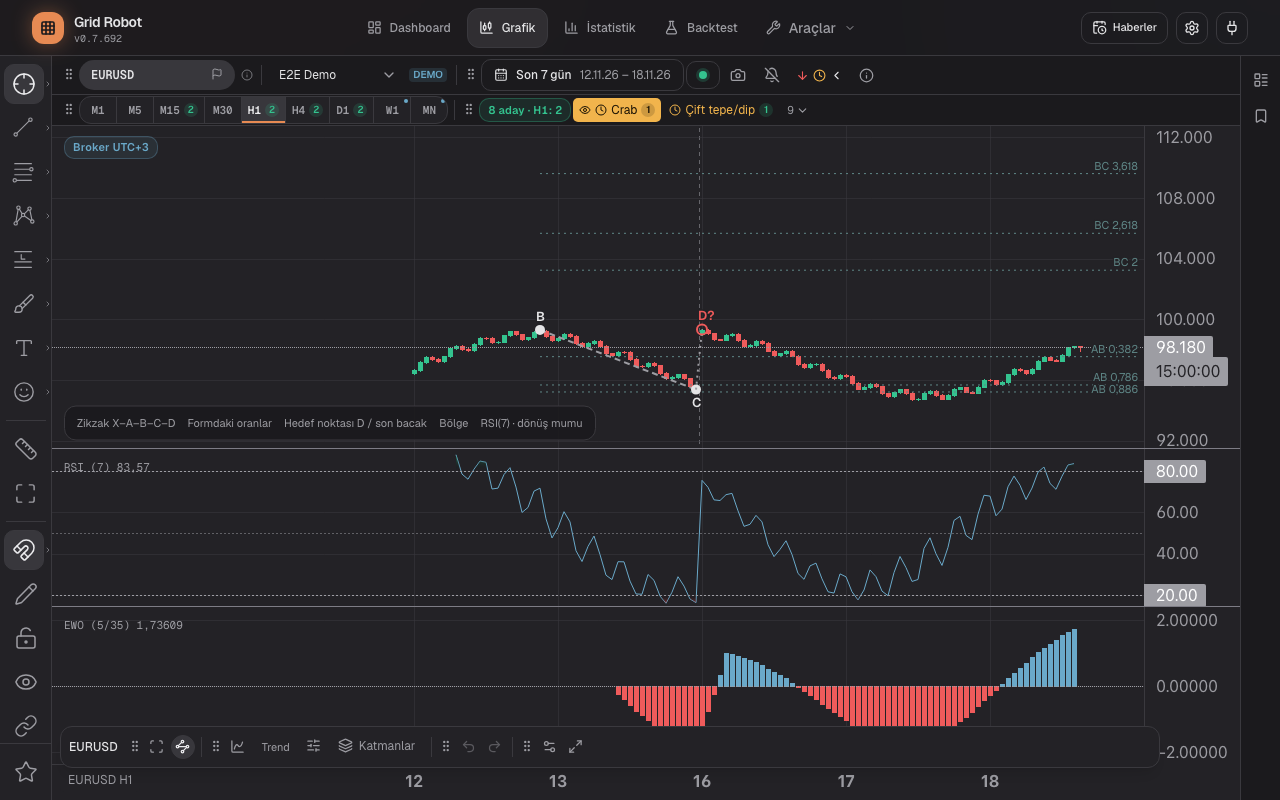 Grid Robot
v0.7.692
Dashboard
Grafik
İstatistik
Backtest
Araçlar
Haberler
EURUSD
E2E Demo
DEMO
Son 7 gün 12.11.26 – 18.11.26
M1 M5 M15 2 M30 H1 2 H4 2 D1 2 W1 MN
8 aday · H1: 2
Crab 1
Çift tepe/dip 1
9
Broker UTC+3
112.000
BC 3,618
108.000
BC 2,618
104.000
BC 2
100.000
B
D?
98.180
AB 0,382
15:00:00
AB 0,786
AB 0,886
C
Zikzak X–A–B–C–D Formdaki oranlar Hedef noktası D / son bacak Bölge RSI(7) · dönüş mumu
92.000
RSI (7) 83,57
80.00
60.00
40.00
20.00
EWO (5/35) 1,73609
2.00000
0.00000
-2.00000
EURUSD
Trend
Katmanlar
EURUSD H1
12 13 16 17 18